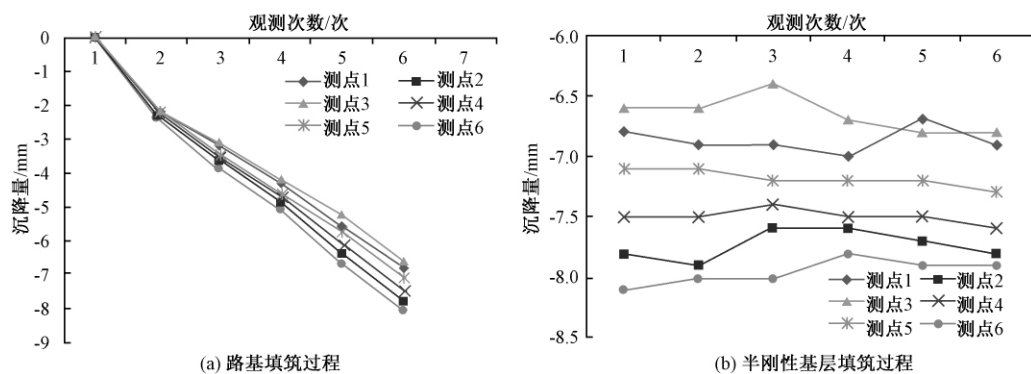 观测次数/次
0
-1
-2
-3
-4
-5
-6
-7
-8
-9
沉降量/mm
1 2 3 4 5 6 7
测点1 测点2
测点3 测点4
测点5 测点6
(a) 路基填筑过程
观测次数/次
-6.0
-6.5
-7.0
-7.5
-8.0
-8.5
沉降量/mm
1 2 3 4 5 6
测点1 测点2
测点3 测点4
测点5 测点6
(b) 半刚性基层填筑过程